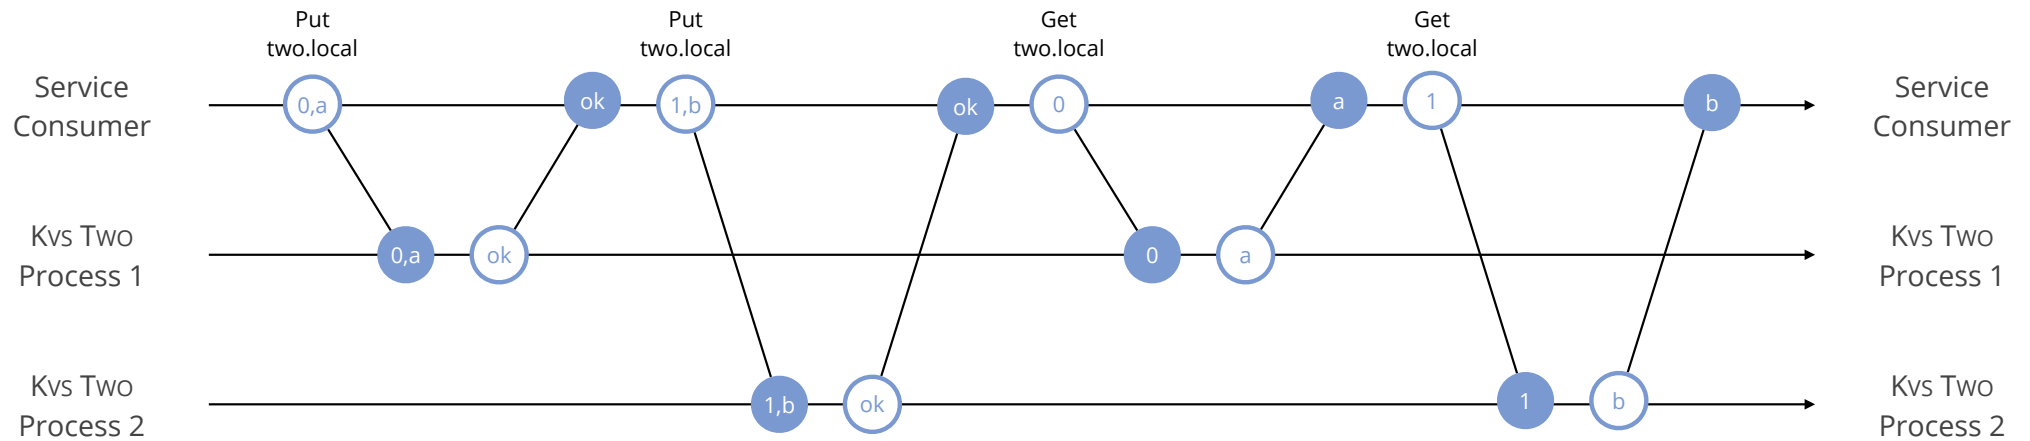 Put
two.local
Put
two.local
Get
two.local
Get
two.local
Service
Consumer
0,a
ok
1,b
ok
0
a
1
b
Service
Consumer
Kvs Two
Process 1
0,a
ok
0
a
Kvs Two
Process 1
Kvs Two
Process 2
1,b
ok
1
b
Kvs Two
Process 2